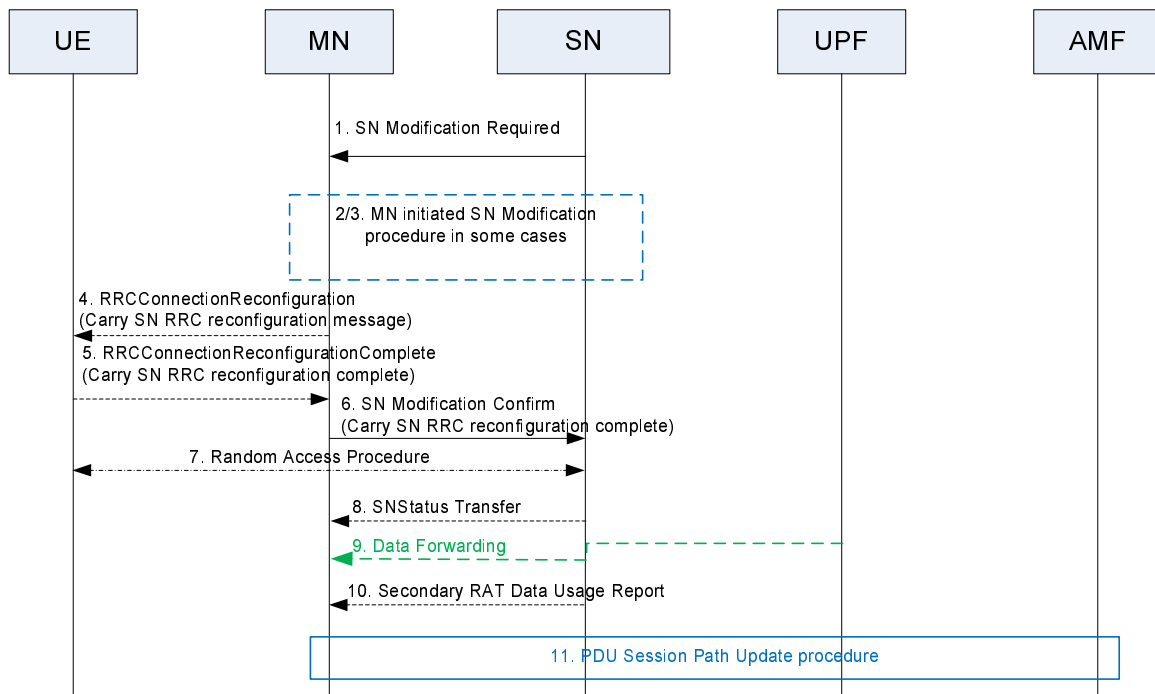 UE
MN
SN
UPF
AMF
1. SN Modification Required
2/3. MN initiated SN Modification
procedure in some cases
4. RRCConnectionReconfiguration
(Carry SN RRC reconfiguration message)
5. RRCConnectionReconfigurationComplete
(Carry SN RRC reconfiguration complete)
6. SN Modification Confirm
(Carry SN RRC reconfiguration complete)
7. Random Access Procedure
8. SNStatus Transfer
9. Data Forwarding
10. Secondary RAT Data Usage Report
11. PDU Session Path Update procedure